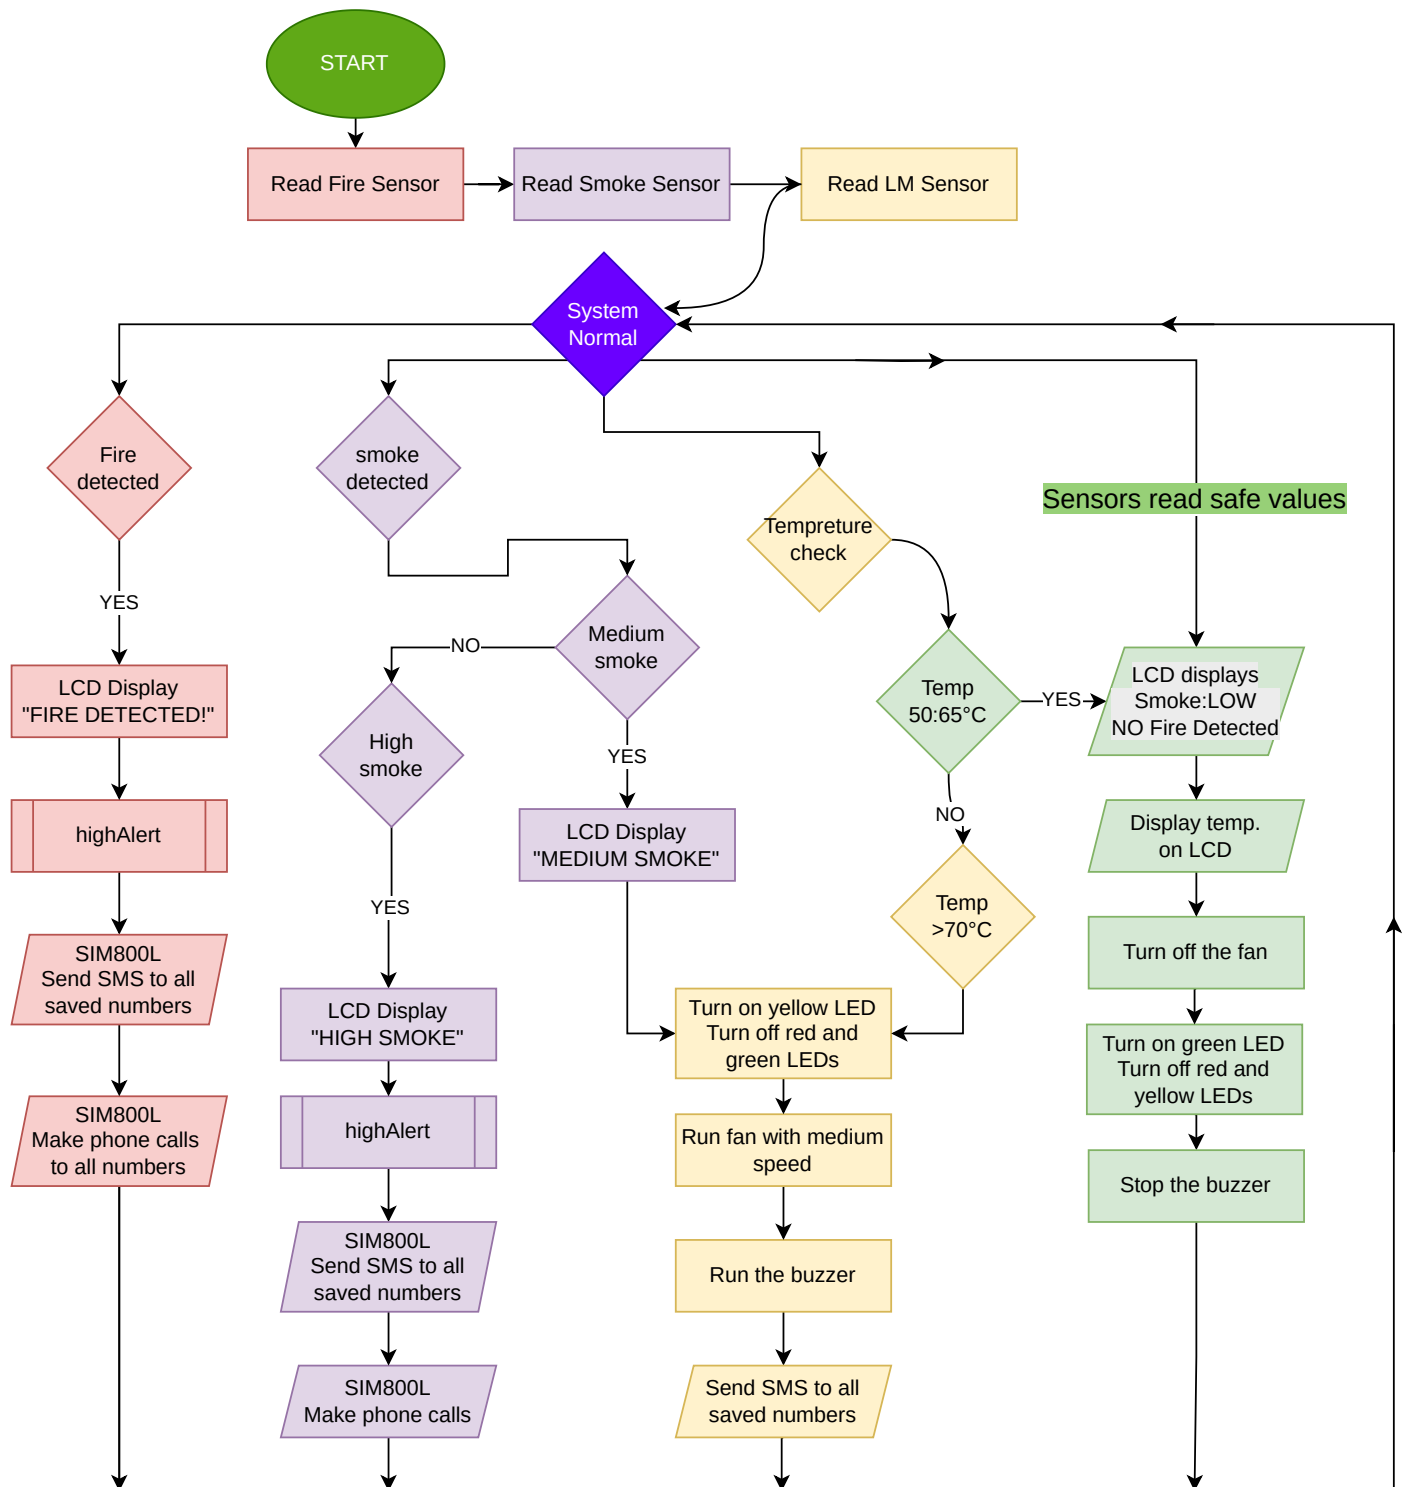 START
Read Fire Sensor
Read Smoke Sensor
Read LM Sensor
System
Normal
Fire
detected
smoke
detected
Tempreture
check
Sensors read safe values
YES
Medium
smoke
NO
High
smoke
YES
Temp
50:65°C
YES
NO
LCD displays
Smoke:LOW
NO Fire Detected
LCD Display
"FIRE DETECTED!"
highAlert
LCD Display
"MEDIUM SMOKE"
Display temp.
on LCD
YES
Temp
>70°C
SIM800L
Send SMS to all
saved numbers
Turn off the fan
LCD Display
"HIGH SMOKE"
Turn on yellow LED
Turn off red and
green LEDs
Turn on green LED
Turn off red and
yellow LEDs
SIM800L
Make phone calls
to all numbers
highAlert
Run fan with medium
speed
Stop the buzzer
SIM800L
Send SMS to all
saved numbers
Run the buzzer
SIM800L
Make phone calls
Send SMS to all
saved numbers